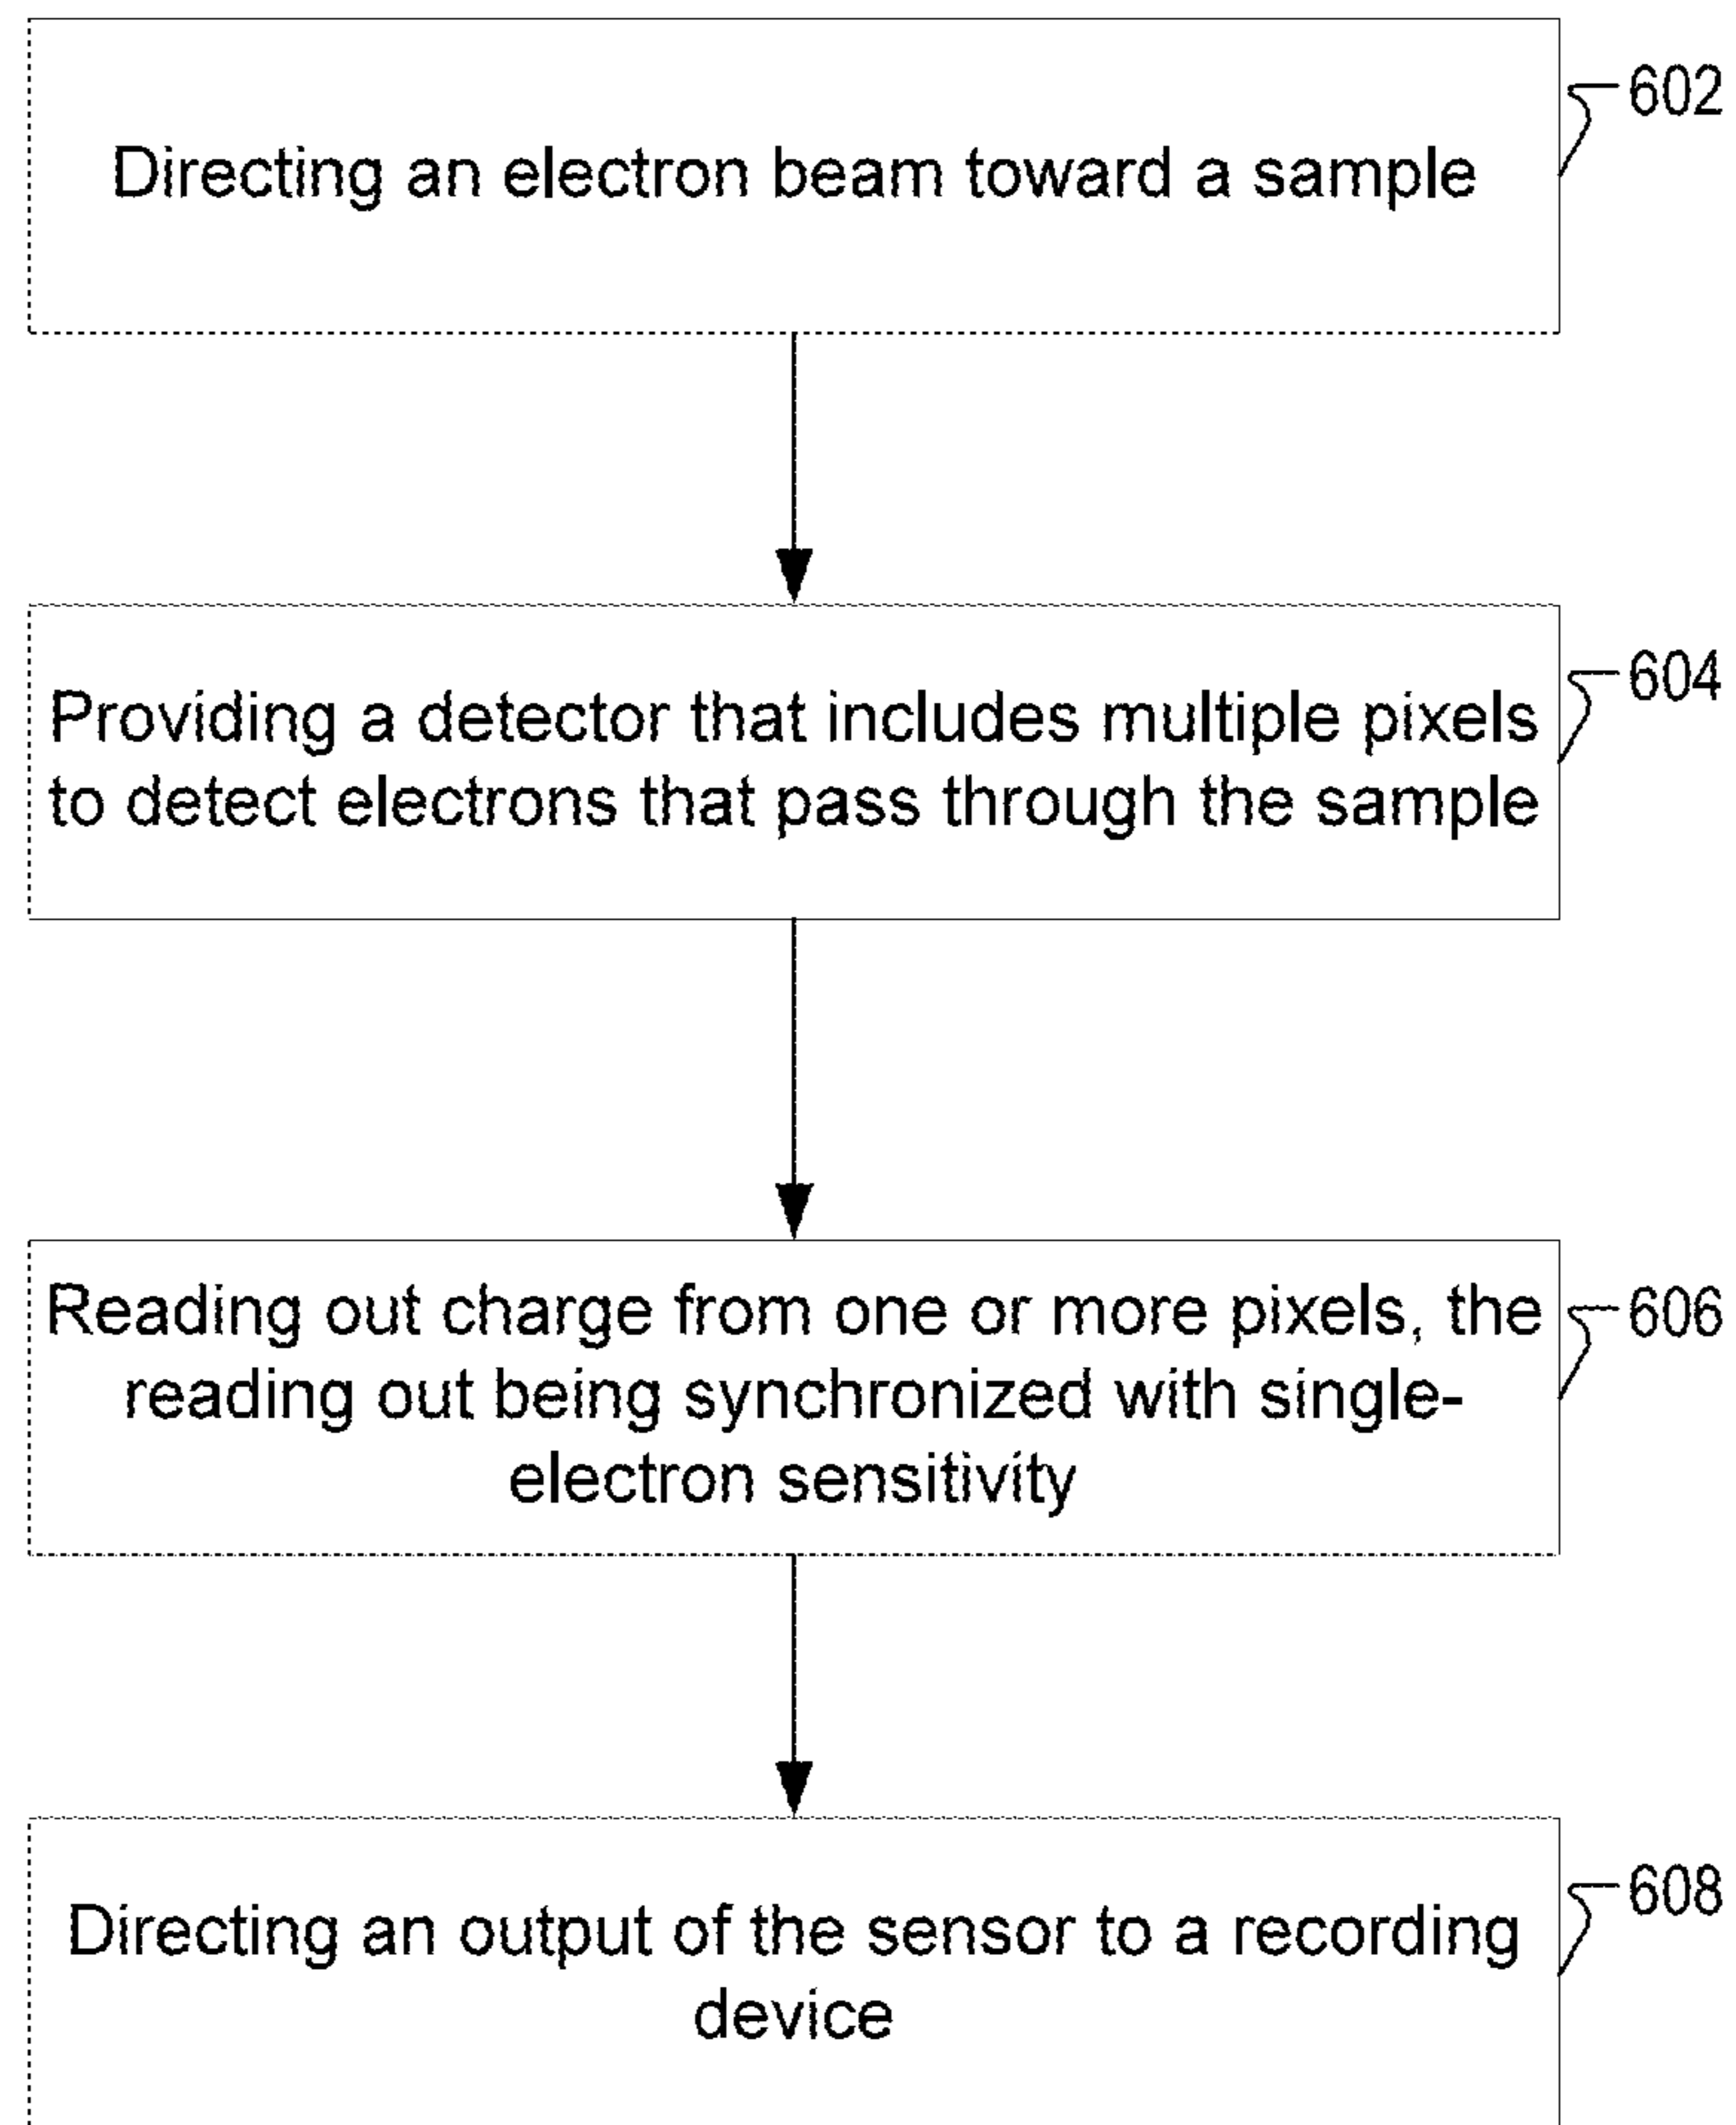 602
Directing an electron beam toward a sample
604
Providing a detector that includes multiple pixels
to detect electrons that pass through the sample
606
Reading out charge from one or more pixels, the
reading out being synchronized with single-
electron sensitivity
608
Directing an output of the sensor to a recording
device